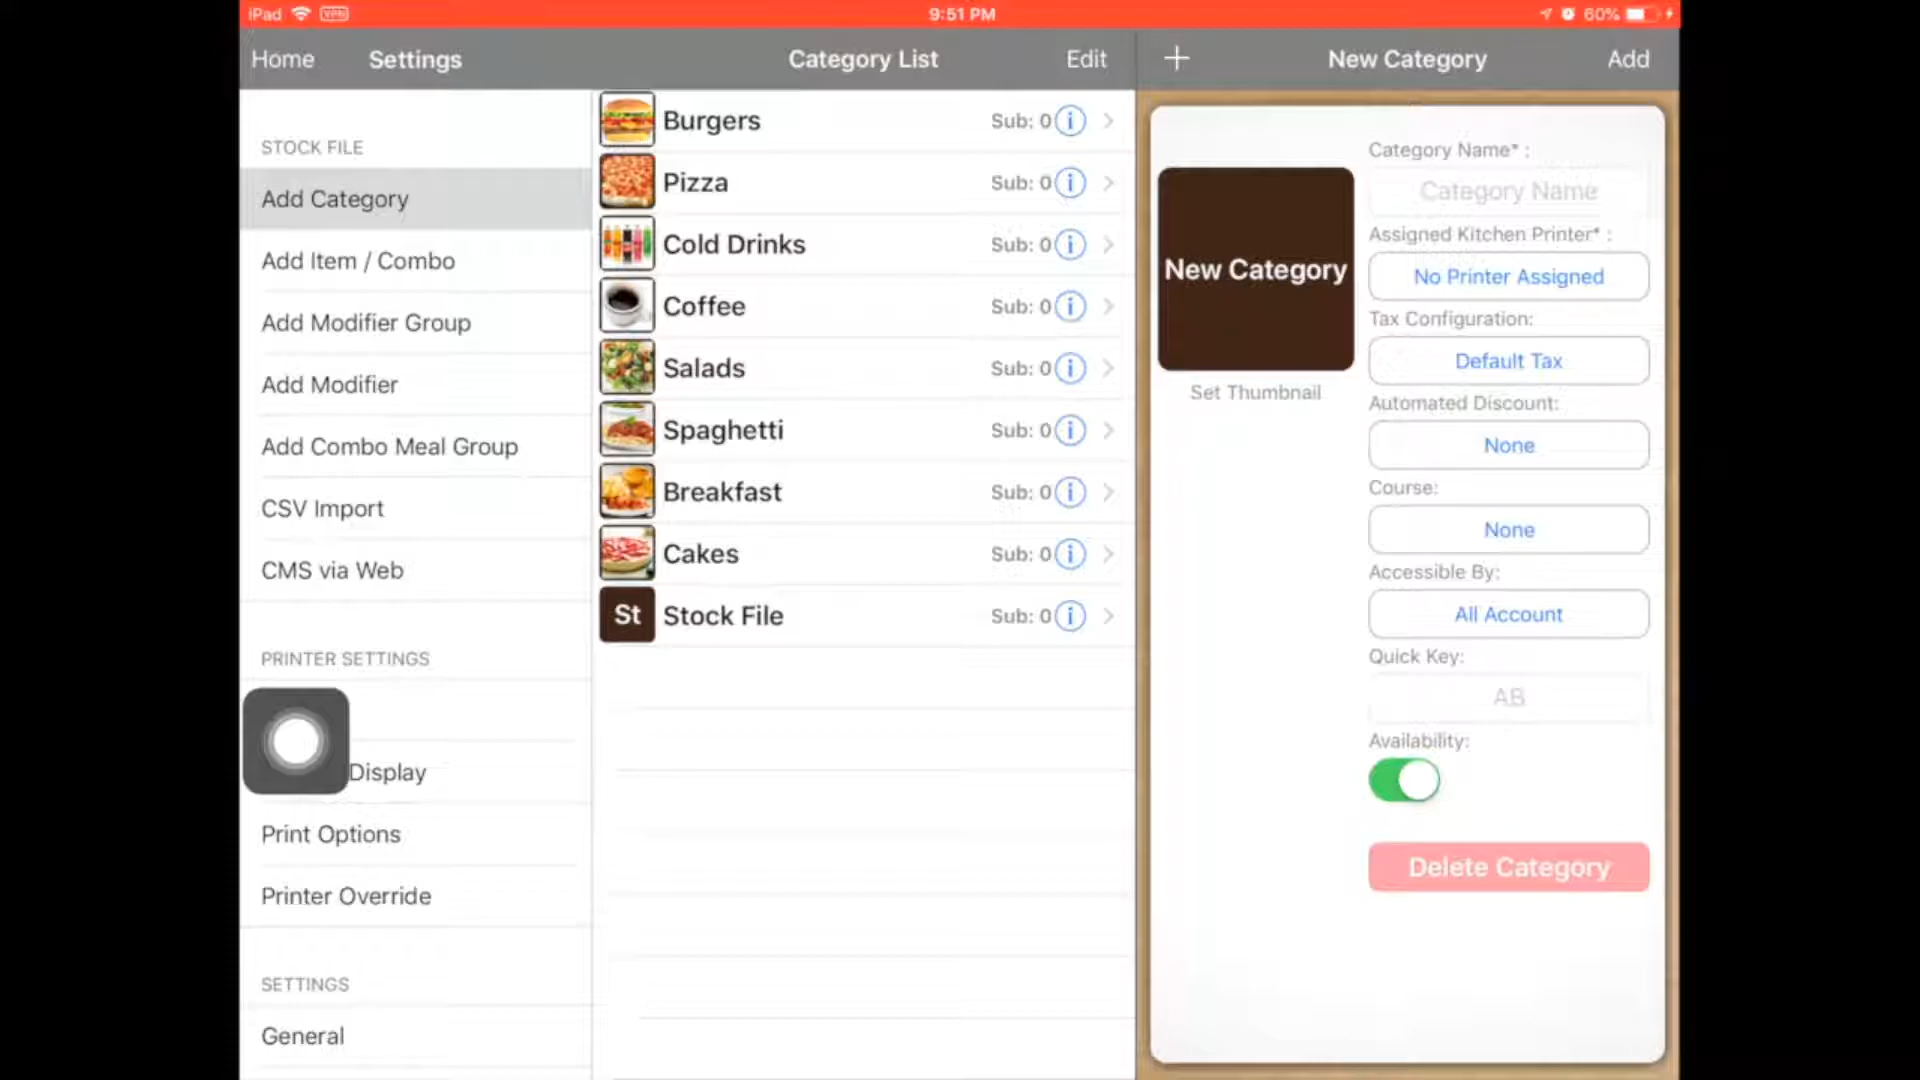 iPad VPN 9:51 PM 60%
Home Settings Category List Edit + New Category Add
STOCK FILE
Add Category
Add Item / Combo
Add Modifier Group
Add Modifier
Add Combo Meal Group
CSV Import
CMS via Web
PRINTER SETTINGS
Display
Print Options
Printer Override
SETTINGS
General
Burgers Sub: 0 i
Pizza Sub: 0 i
Cold Drinks Sub: 0 i
Coffee Sub: 0 i
Salads Sub: 0 i
Spaghetti Sub: 0 i
Breakfast Sub: 0 i
Cakes Sub: 0 i
St Stock File Sub: 0 i
New Category
Set Thumbnail
Category Name* :
Category Name
Assigned Kitchen Printer* :
No Printer Assigned
Tax Configuration:
Default Tax
Automated Discount:
None
Course:
None
Accessible By:
All Account
Quick Key:
AB
Availability:
Delete Category